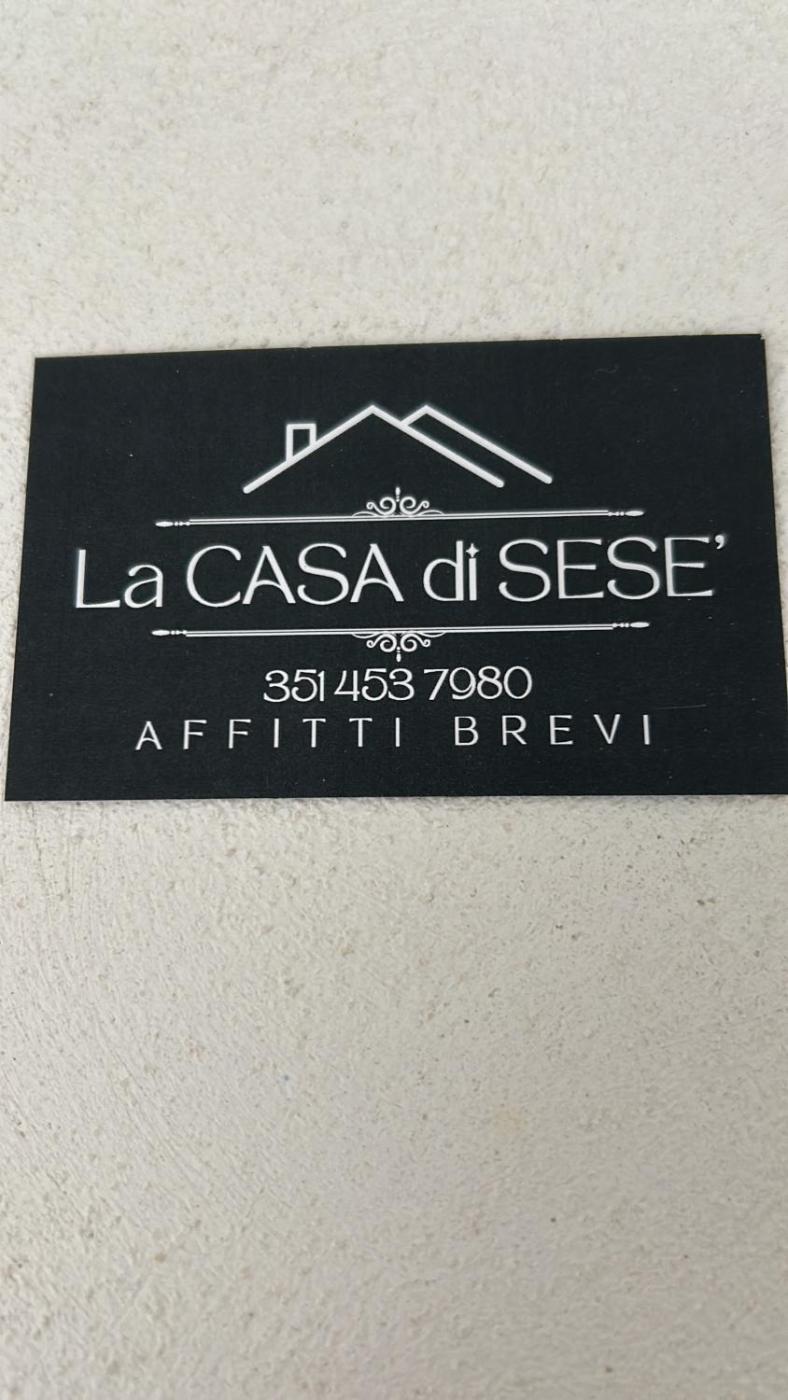 La CASA di SESE'
351 453 7980
AFFITTI BREVI